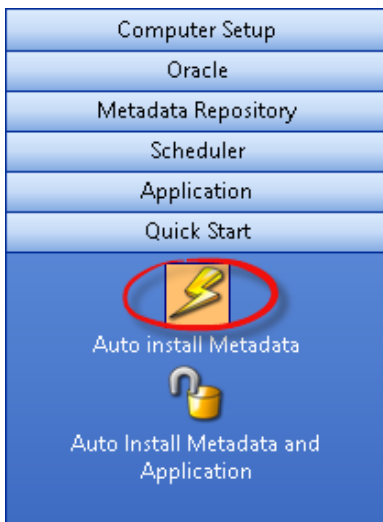 Computer Setup
Oracle
Metadata Repository
Scheduler
Application
Quick Start
Auto install Metadata
Auto Install Metadata and
Application